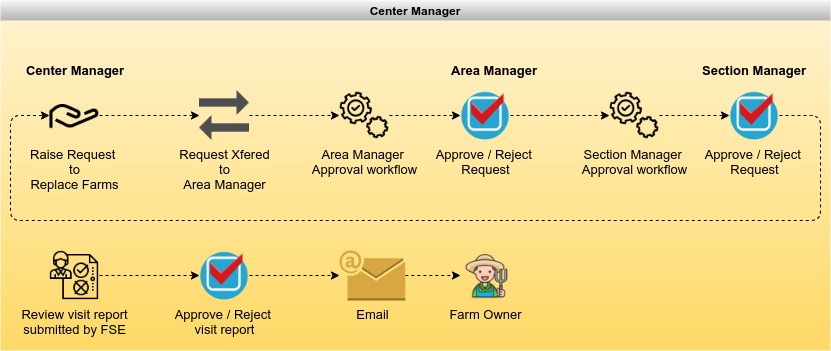 Center Manager
Center Manager
Area Manager
Section Manager
Raise Request
to
Replace Farms
Request Xfered
to
Area Manager
Area Manager
Approval workflow
Approve / Reject
Request
Section Manager
Approval workflow
Approve / Reject
Request
@
Review visit report
submitted by FSE
Approve / Reject
visit report
Email
Farm Owner